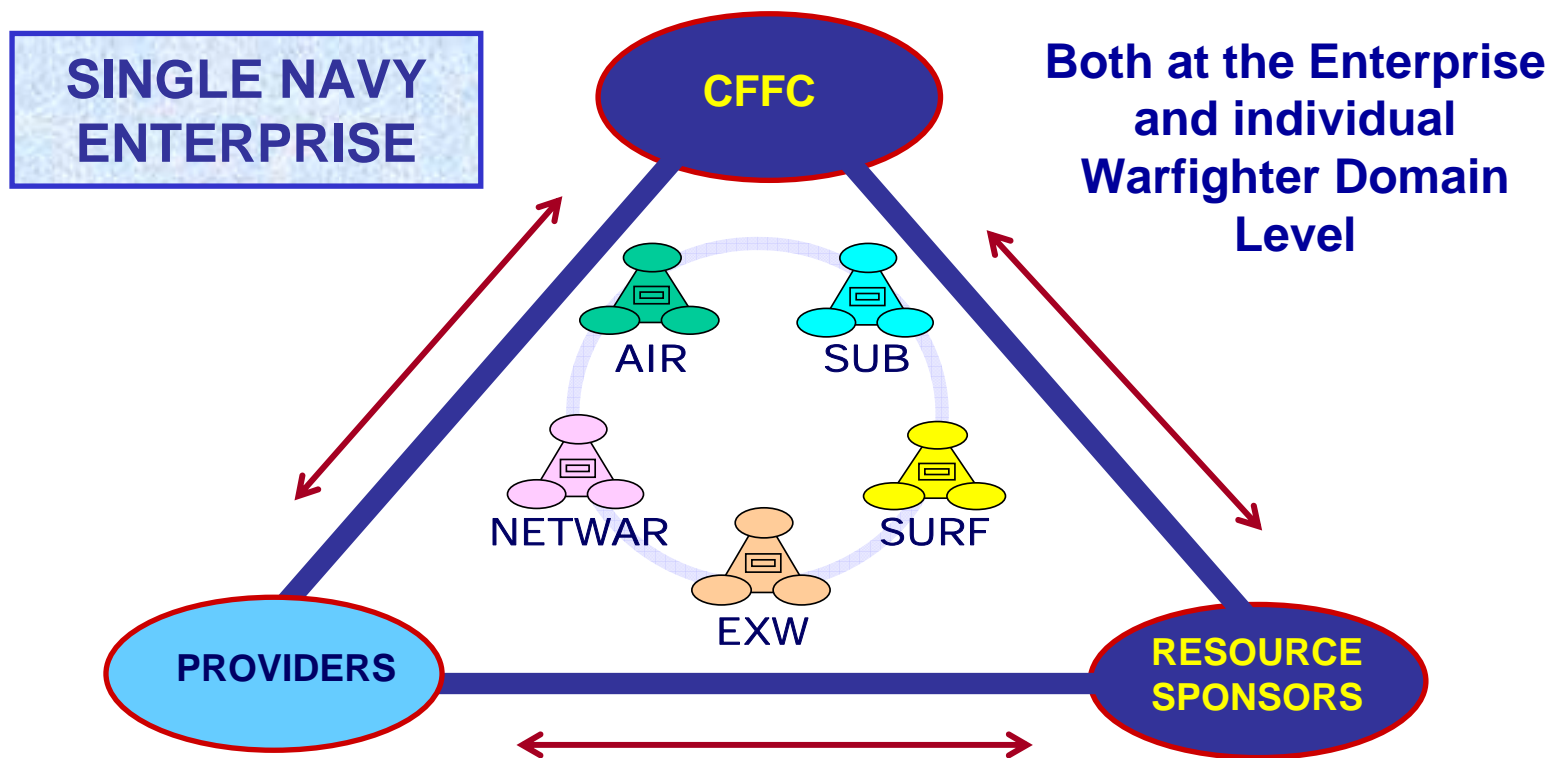 SINGLE NAVY
ENTERPRISE
CFFC
Both at the Enterprise
and individual
Warfighter Domain
Level
AIR
SUB
NETWAR
SURF
EXW
PROVIDERS
RESOURCE
SPONSORS